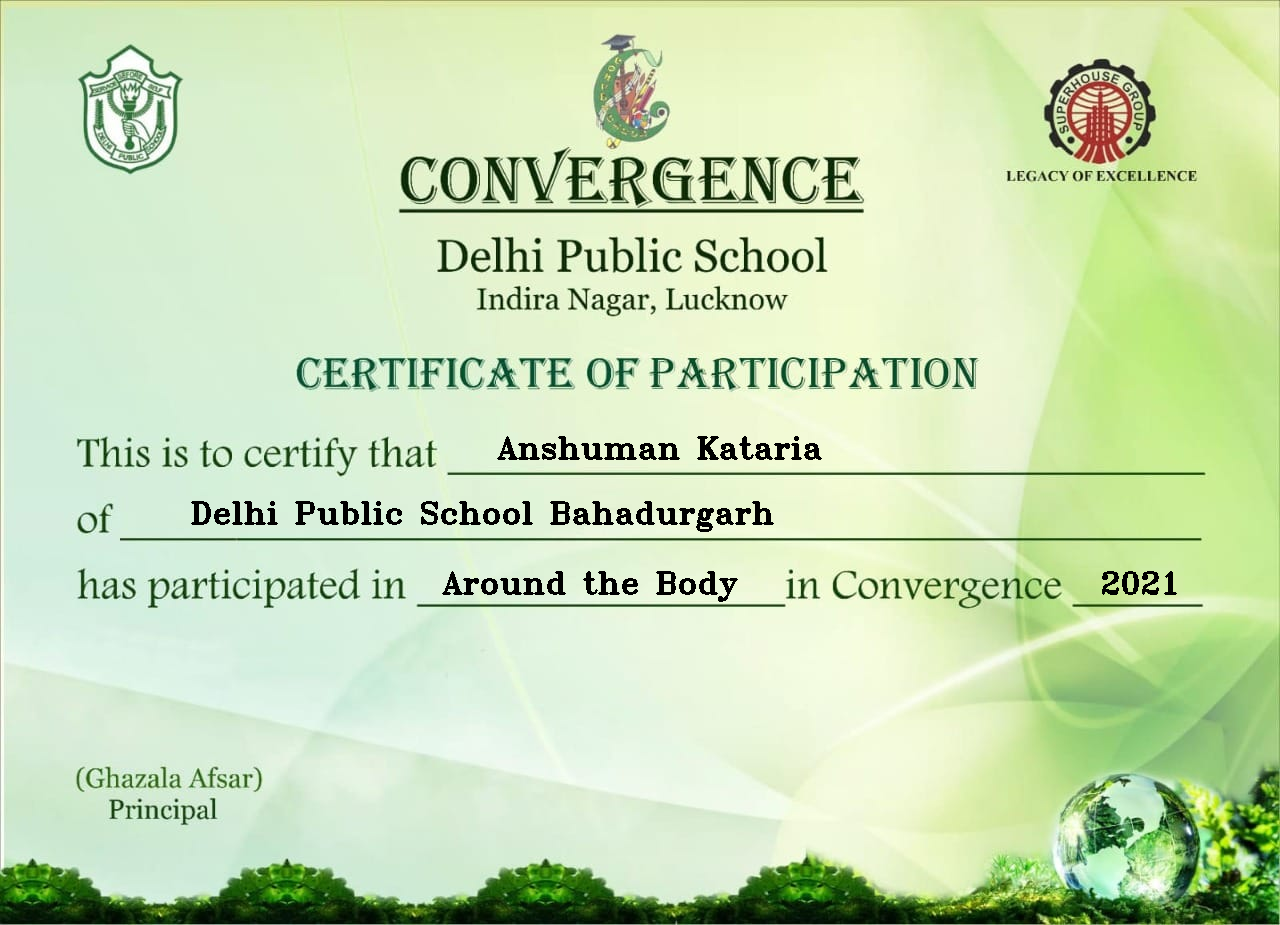 SERVICE BEFORE SELF
DELHI PUBLIC SCHOOL
SUPERHOUSE GROUP
LEGACY OF EXCELLENCE
CONVERGENCE
Delhi Public School
Indira Nagar, Lucknow
CERTIFICATE OF PARTICIPATION
This is to certify that Anshuman Kataria
of Delhi Public School Bahadurgarh
has participated in Around the Body in Convergence 2021
(Ghazala Afsar)
Principal